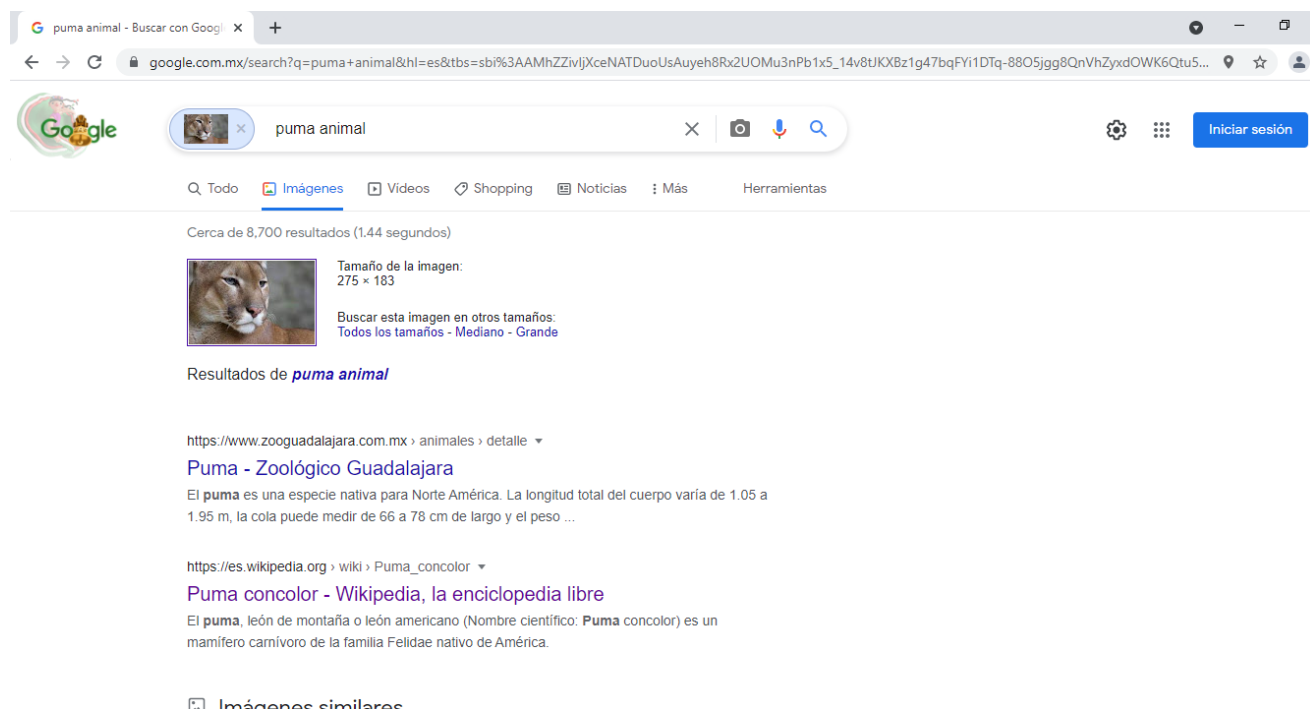 puma animal - Buscar con Googl
google.com.mx/search?q=puma+animal&hl=es&tbs=sbi%3AAMhZZivljXceNATDuoUsAuyeh8Rx2UOMu3nPb1x5_14v8tJKXBz1g47bqFYi1DTq-88O5jgg8QnVhZyxdOWK6Qtu5...
Google
puma animal
Iniciar sesión
Todo Imágenes Videos Shopping Noticias Más Herramientas
Cerca de 8,700 resultados (1.44 segundos)
Tamaño de la imagen:
275 × 183
Buscar esta imagen en otros tamaños:
Todos los tamaños - Mediano - Grande
Resultados de puma animal
https://www.zooguadalajara.com.mx › animales › detalle
Puma - Zoológico Guadalajara
El puma es una especie nativa para Norte América. La longitud total del cuerpo varía de 1.05 a
1.95 m, la cola puede medir de 66 a 78 cm de largo y el peso ...
https://es.wikipedia.org › wiki › Puma_concolor
Puma concolor - Wikipedia, la enciclopedia libre
El puma, león de montaña o león americano (Nombre científico: Puma concolor) es un
mamífero carnívoro de la familia Felidae nativo de América.
Imágenes similares